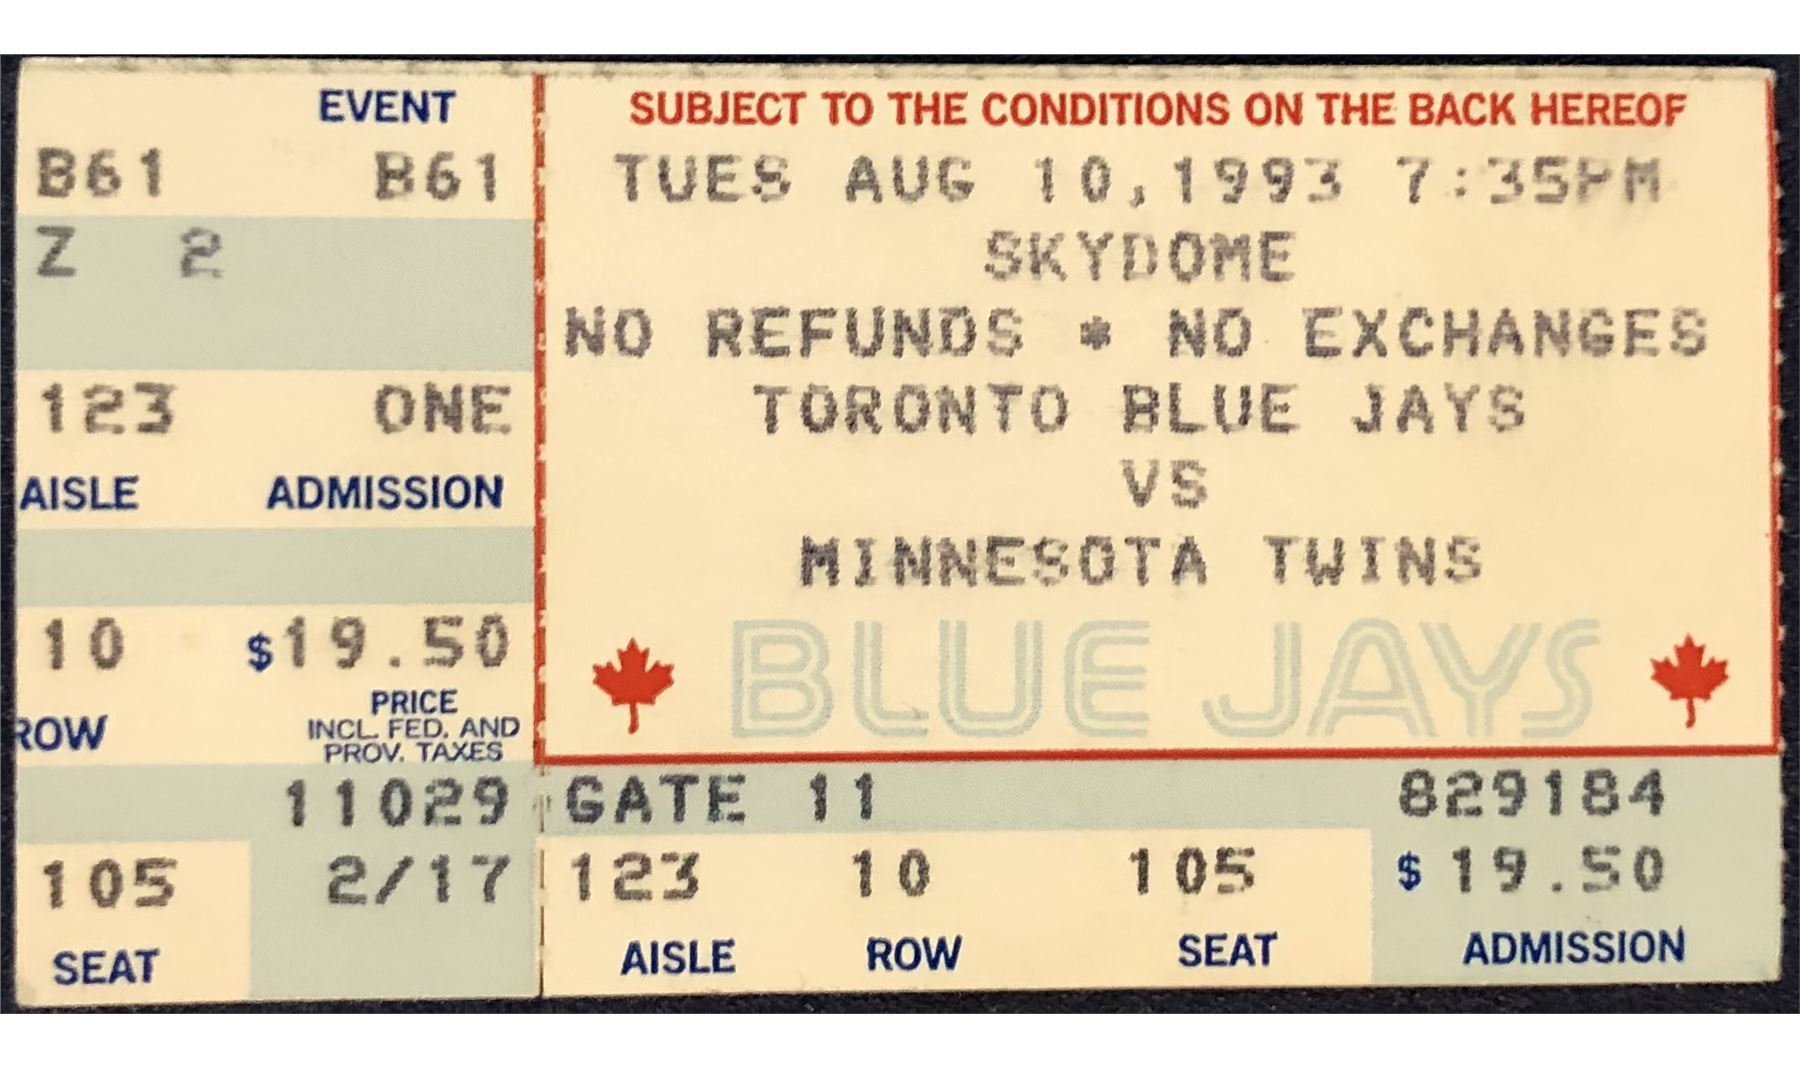 EVENT
B61 B61
Z 2
123 ONE
AISLE ADMISSION
10 $19.50
ROW PRICE
INCL. FED. AND
PROV. TAXES
11029
105 2/17
SEAT
SUBJECT TO THE CONDITIONS ON THE BACK HEREOF
TUES AUG 10,1993 7:35PM
SKYDOME
NO REFUNDS * NO EXCHANGES
TORONTO BLUE JAYS
VS
MINNESOTA TWINS
BLUE JAYS
GATE 11 829184
123 10 105 $ 19.50
AISLE ROW SEAT ADMISSION